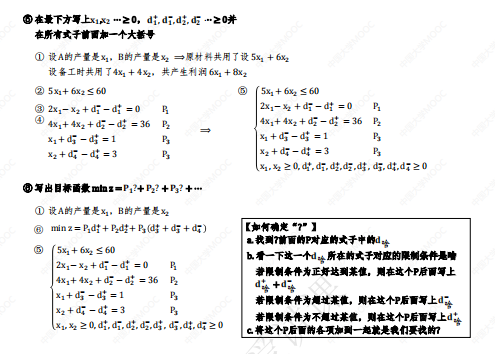 ⑤ 在最下方写上x₁,x₂ ⋯≥0, d₁⁺, d₁⁻, d₂⁺, d₂⁻ ⋯≥0并
在所有式子前面加一个大括号
① 设A的产量是x₁，B的产量是x₂ ⟹原材料共用了设 5x₁ + 6x₂
设备工时共用了4x₁ + 4x₂，共产生利润 6x₁ + 8x₂
② 5x₁ + 6x₂ ≤ 60
③ 2x₁ − x₂ + d₁⁻ − d₁⁺ = 0 P₁
④ 4x₁ + 4x₂ + d₂⁻ − d₂⁺ = 36 P₂
x₁ + d₃⁻ − d₃⁺ = 1 P₃
x₂ + d₄⁻ − d₄⁺ = 3 P₃
⟹
⑤ 5x₁ + 6x₂ ≤ 60
2x₁ − x₂ + d₁⁻ − d₁⁺ = 0 P₁
4x₁ + 4x₂ + d₂⁻ − d₂⁺ = 36 P₂
x₁ + d₃⁻ − d₃⁺ = 1 P₃
x₂ + d₄⁻ − d₄⁺ = 3 P₃
x₁, x₂ ≥ 0, d₁⁺, d₁⁻, d₂⁺, d₂⁻, d₃⁺, d₃⁻, d₄⁺, d₄⁻ ≥ 0
⑥ 写出目标函数 min z = P₁?+ P₂? + P₃? + ⋯
① 设A的产量是x₁，B的产量是x₂
⑥ min z = P₁d₁⁺ + P₂d₂⁺ + P₃(d₃⁺ + d₃⁻ + d₄⁻)
⑤ 5x₁ + 6x₂ ≤ 60
2x₁ − x₂ + d₁⁻ − d₁⁺ = 0 P₁
4x₁ + 4x₂ + d₂⁻ − d₂⁺ = 36 P₂
x₁ + d₃⁻ − d₃⁺ = 1 P₃
x₂ + d₄⁻ − d₄⁺ = 3 P₃
x₁, x₂ ≥ 0, d₁⁺, d₁⁻, d₂⁺, d₂⁻, d₃⁺, d₃⁻, d₄⁺, d₄⁻ ≥ 0
【如何确定“?”】
a. 找到?前面的P对应的式子中的d
b. 看一下这一个d 所在的式子对应的限制条件是啥
若限制条件为正好达到某值，则在这个P后面写上
d⁺ + d⁻
若限制条件为超过某值，则在这个P后面写上d⁻
若限制条件为不超过某值，则在这个P后面写上d⁺
c. 将这个P后面的各项加到一起就是我们要找的?